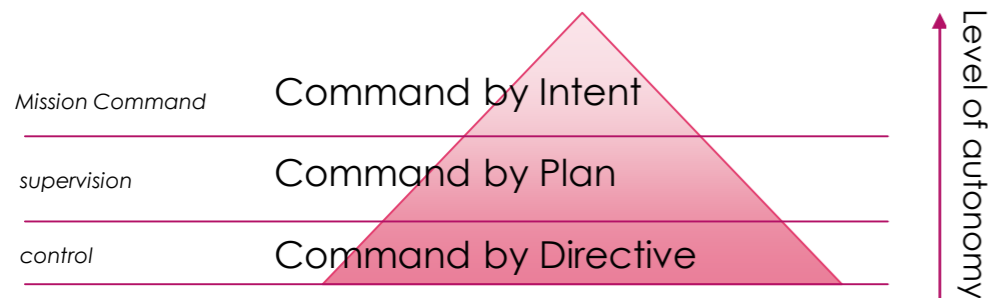 Mission Command
Command by Intent
supervision
Command by Plan
control
Command by Directive
Level of autonomy